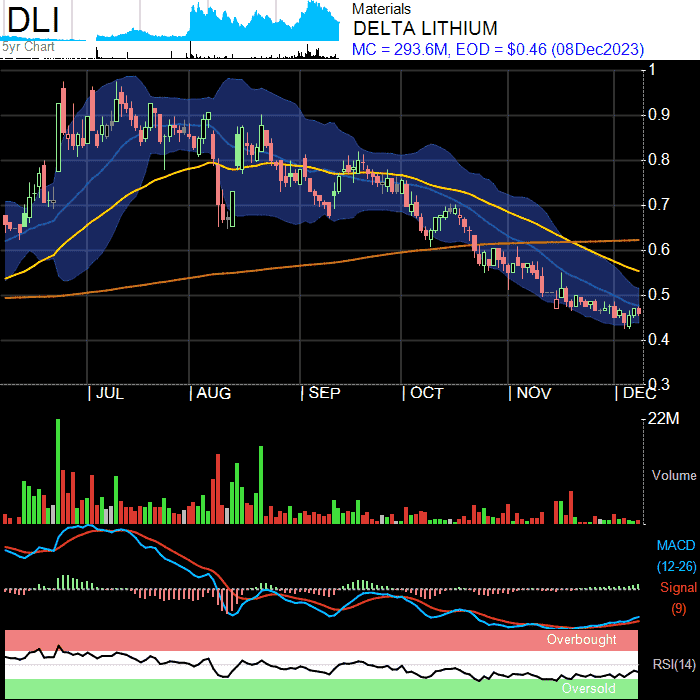 DLI
5yr Chart
Materials
DELTA LITHIUM
MC = 293.6M, EOD = $0.46 (08Dec2023)
1
0.9
0.8
0.7
0.6
0.5
0.4
0.3
JUL
AUG
SEP
OCT
NOV
DEC
22M
Volume
MACD
(12-26)
Signal
(9)
Overbought
RSI(14)
Oversold